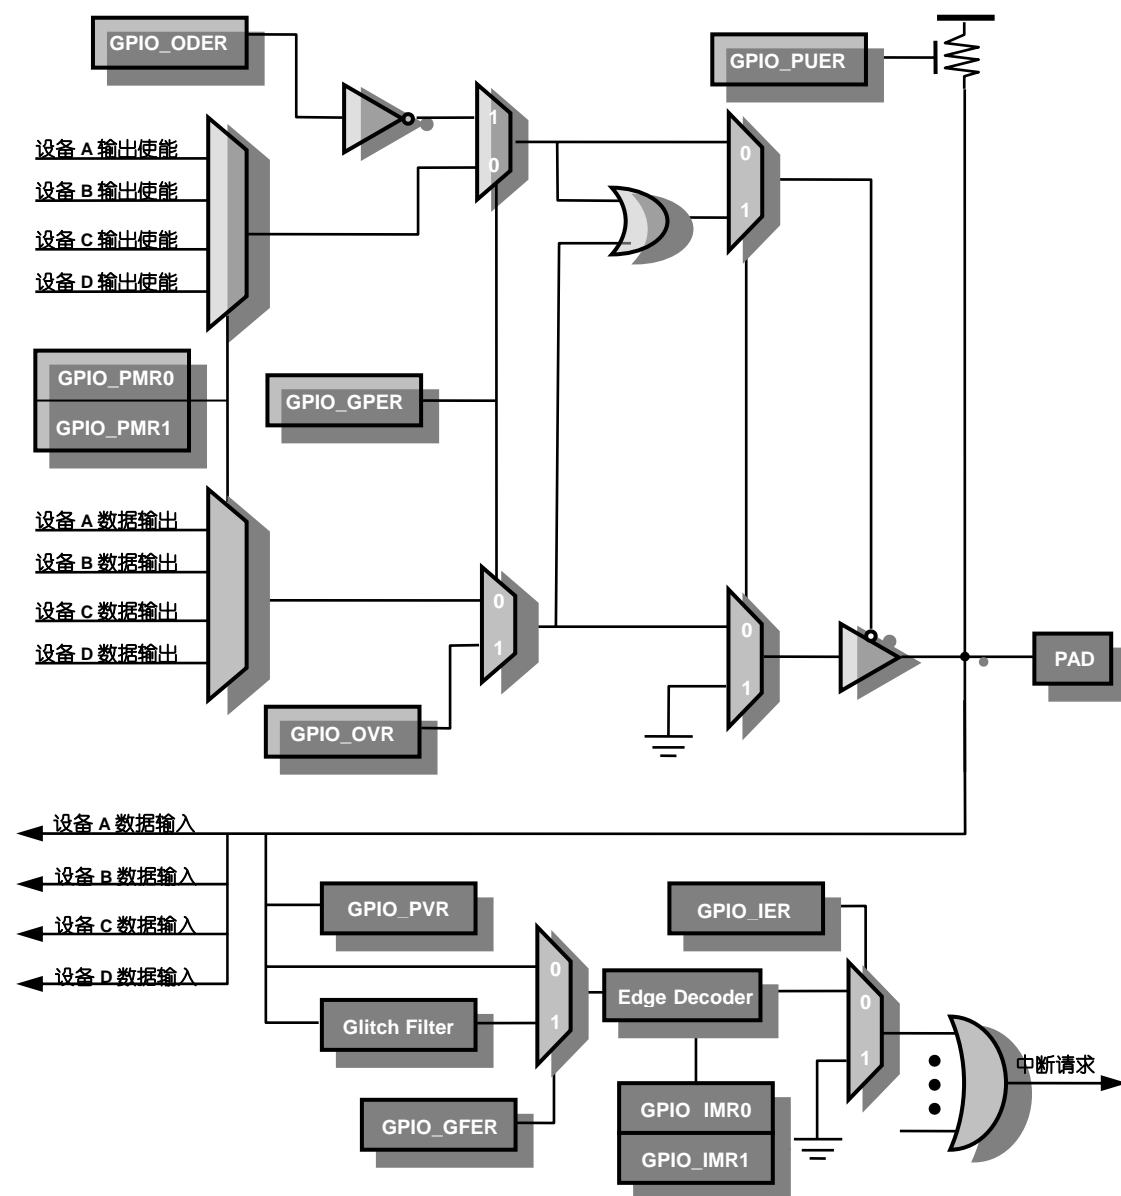 GPIO_ODER
GPIO_PUER
1
0
0
1
设备 A 输出使能
设备 B 输出使能
设备 C 输出使能
设备 D 输出使能
GPIO_PMR0
GPIO_PMR1
GPIO_GPER
设备 A 数据输出
设备 B 数据输出
设备 C 数据输出
设备 D 数据输出
0
1
0
1
PAD
GPIO_OVR
设备 A 数据输入
设备 B 数据输入
设备 C 数据输入
设备 D 数据输入
GPIO_PVR
GPIO_IER
0
1
Glitch Filter
Edge Decoder
0
1
中断请求
GPIO_GFER
GPIO IMR0
GPIO_IMR1